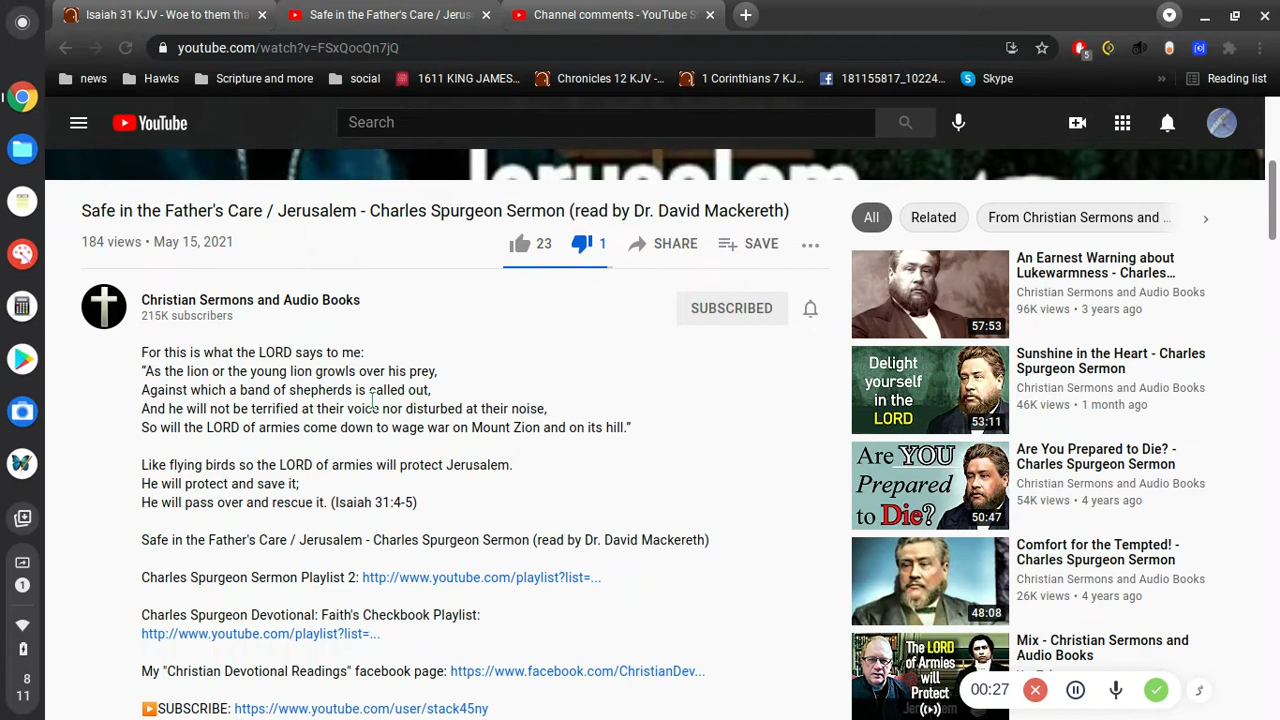 Isaiah 31 KJV - Woe to them tha
Safe in the Father's Care / Jerus
Channel comments - YouTube S
youtube.com/watch?v=FSxQocQn7jQ
5
news
Hawks
Scripture and more
social
1611 KING JAMES...
Chronicles 12 KJV -...
1 Corinthians 7 KJ...
181155817_10224...
Skype
»
Reading list
YouTube
Search
Jerusalem
Safe in the Father's Care / Jerusalem - Charles Spurgeon Sermon (read by Dr. David Mackereth)
184 views • May 15, 2021
23
1
SHARE
SAVE
Christian Sermons and Audio Books
215K subscribers
SUBSCRIBED
For this is what the LORD says to me:
“As the lion or the young lion growls over his prey,
Against which a band of shepherds is called out,
And he will not be terrified at their voice nor disturbed at their noise,
So will the LORD of armies come down to wage war on Mount Zion and on its hill.”
Like flying birds so the LORD of armies will protect Jerusalem.
He will protect and save it;
He will pass over and rescue it. (Isaiah 31:4-5)
Safe in the Father's Care / Jerusalem - Charles Spurgeon Sermon (read by Dr. David Mackereth)
Charles Spurgeon Sermon Playlist 2: http://www.youtube.com/playlist?list=...
Charles Spurgeon Devotional: Faith's Checkbook Playlist:
http://www.youtube.com/playlist?list=...
My "Christian Devotional Readings" facebook page: https://www.facebook.com/ChristianDev...
SUBSCRIBE: https://www.youtube.com/user/stack45ny
All
Related
From Christian Sermons and ...
An Earnest Warning about
Lukewarmness - Charles...
Christian Sermons and Audio Books
96K views • 3 years ago
57:53
Delight
yourself
in the
LORD
53:11
Sunshine in the Heart - Charles
Spurgeon Sermon
Christian Sermons and Audio Books
46K views • 1 month ago
Are YOU
Prepared
to Die?
50:47
Are You Prepared to Die? -
Charles Spurgeon Sermon
Christian Sermons and Audio Books
54K views • 4 years ago
48:08
Comfort for the Tempted! -
Charles Spurgeon Sermon
Christian Sermons and Audio Books
26K views • 4 years ago
The LORD
of Armies
will
Protect
Jerusalem
Mix - Christian Sermons and
Audio Books
00:27
1
8
11